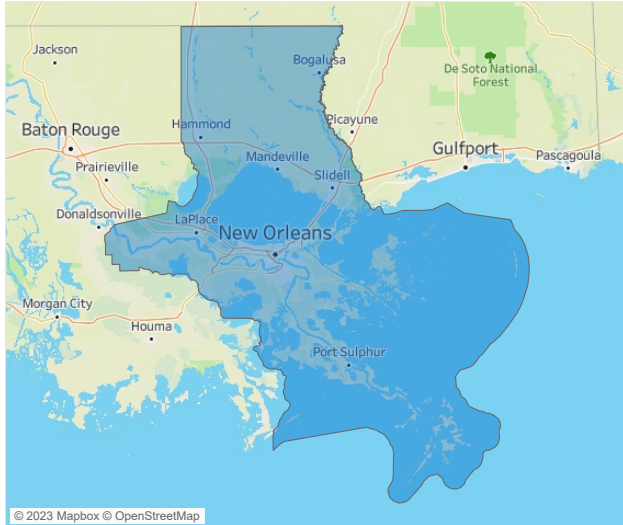 Jackson
Bogalusa
De Soto National
Forest
Baton Rouge
Hammond
Picayune
Gulfport
Pascagoula
Prairieville
Mandeville
Slidell
Donaldsonville
LaPlace
New Orleans
Morgan City
Houma
Port Sulphur
© 2023 Mapbox © OpenStreetMap